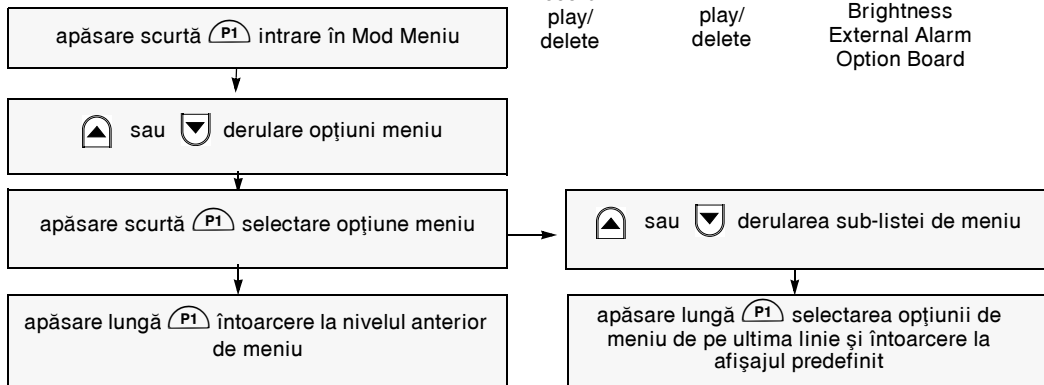 play/
delete
play/
delete
Brightness
External Alarm
Option Board
apăsare scurtă P1 intrare în Mod Meniu
sau derulare opţiuni meniu
apăsare scurtă P1 selectare opţiune meniu
sau derularea sub-listei de meniu
apăsare lungă P1 întoarcere la nivelul anterior
de meniu
apăsare lungă P1 selectarea opţiunii de
meniu de pe ultima linie şi întoarcere la
afişajul predefinit